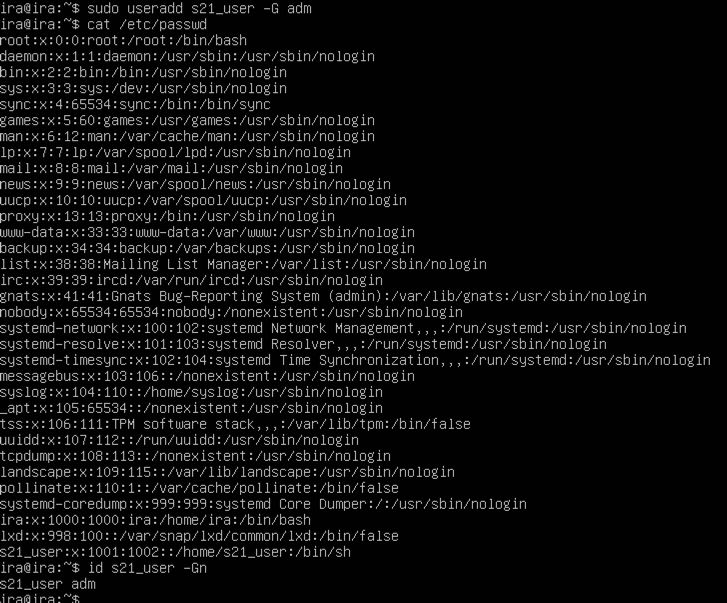 ira@ira:~$ sudo useradd s21_user -G adm
ira@ira:~$ cat /etc/passwd
root:x:0:0:root:/root:/bin/bash
daemon:x:1:1:daemon:/usr/sbin:/usr/sbin/nologin
bin:x:2:2:bin:/bin:/usr/sbin/nologin
sys:x:3:3:sys:/dev:/usr/sbin/nologin
sync:x:4:65534:sync:/bin:/bin/sync
games:x:5:60:games:/usr/games:/usr/sbin/nologin
man:x:6:12:man:/var/cache/man:/usr/sbin/nologin
lp:x:7:7:lp:/var/spool/lpd:/usr/sbin/nologin
mail:x:8:8:mail:/var/mail:/usr/sbin/nologin
news:x:9:9:news:/var/spool/news:/usr/sbin/nologin
uucp:x:10:10:uucp:/var/spool/uucp:/usr/sbin/nologin
proxy:x:13:13:proxy:/bin:/usr/sbin/nologin
www-data:x:33:33:www-data:/var/www:/usr/sbin/nologin
backup:x:34:34:backup:/var/backups:/usr/sbin/nologin
list:x:38:38:Mailing List Manager:/var/list:/usr/sbin/nologin
irc:x:39:39:ircd:/var/run/ircd:/usr/sbin/nologin
gnats:x:41:41:Gnats Bug-Reporting System (admin):/var/lib/gnats:/usr/sbin/nologin
nobody:x:65534:65534:nobody:/nonexistent:/usr/sbin/nologin
systemd-network:x:100:102:systemd Network Management,,,:/run/systemd:/usr/sbin/nologin
systemd-resolve:x:101:103:systemd Resolver,,,:/run/systemd:/usr/sbin/nologin
systemd-timesync:x:102:104:systemd Time Synchronization,,,:/run/systemd:/usr/sbin/nologin
messagebus:x:103:106::/nonexistent:/usr/sbin/nologin
syslog:x:104:110::/home/syslog:/usr/sbin/nologin
_apt:x:105:65534::/nonexistent:/usr/sbin/nologin
tss:x:106:111:TPM software stack,,,:/var/lib/tpm:/bin/false
uuidd:x:107:112::/run/uuidd:/usr/sbin/nologin
tcpdump:x:108:113::/nonexistent:/usr/sbin/nologin
landscape:x:109:115::/var/lib/landscape:/usr/sbin/nologin
pollinate:x:110:1::/var/cache/pollinate:/bin/false
systemd-coredump:x:999:999:systemd Core Dumper:/:/usr/sbin/nologin
ira:x:1000:1000:ira:/home/ira:/bin/bash
lxd:x:998:100::/var/snap/lxd/common/lxd:/bin/false
s21_user:x:1001:1002::/home/s21_user:/bin/sh
ira@ira:~$ id s21_user -Gn
s21_user adm
ira@ira:~$